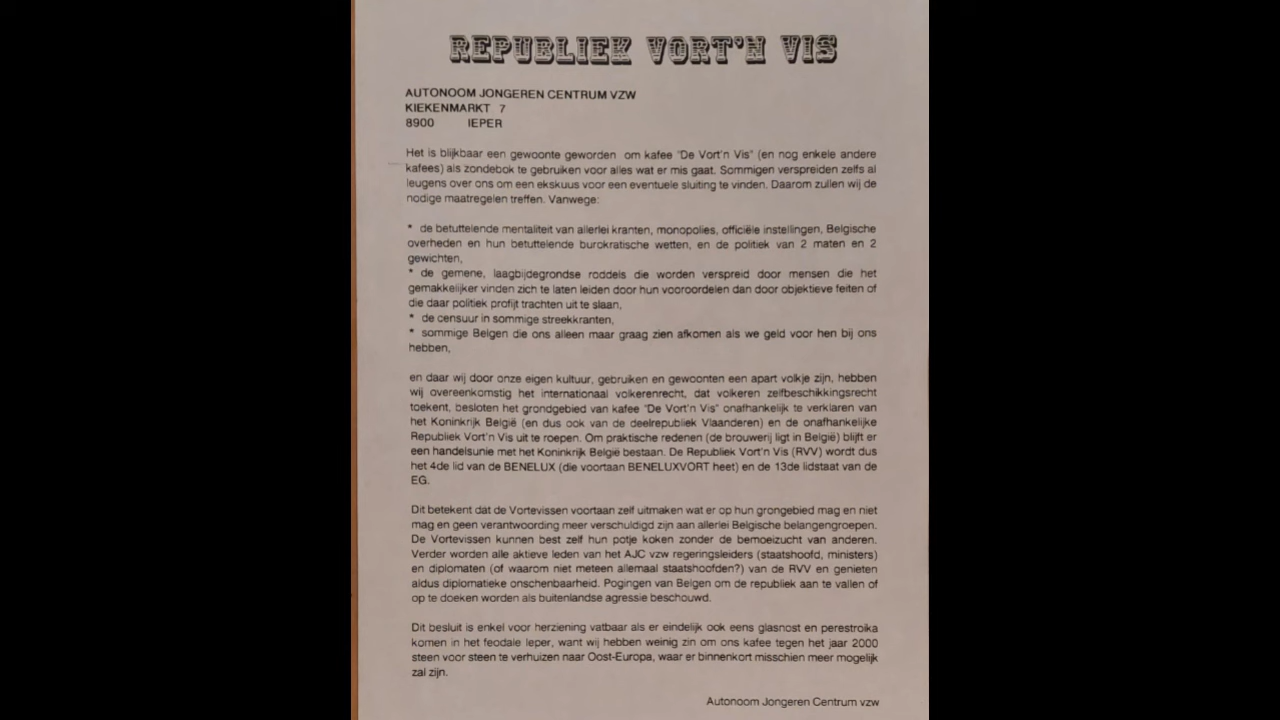 REPUBLIEK VORT'N VIS
AUTONOOM JONGEREN CENTRUM VZW
KIEKENMARKT 7
8900 IEPER
Het is blijkbaar een gewoonte geworden om kafee "De Vort'n Vis" (en nog enkele andere
kafees) als zondebok te gebruiken voor alles wat er mis gaat. Sommigen verspreiden zelfs al
leugens over ons om een ekskuus voor een eventuele sluiting te vinden. Daarom zullen wij de
nodige maatregelen treffen. Vanwege:
* de betuttelende mentaliteit van allerlei kranten, monopolies, officiële instellingen, Belgische
overheden en hun betuttelende burokratische wetten, en de politiek van 2 maten en 2
gewichten,
* de gemene, laagbijdegrondse roddels die worden verspreid door mensen die het
gemakkelijker vinden zich te laten leiden door hun vooroordelen dan door objektieve feiten of
die daar politiek profijt trachten uit te slaan,
* de censuur in sommige streekkranten,
* sommige Belgen die ons alleen maar graag zien afkomen als we geld voor hen bij ons
hebben,
en daar wij door onze eigen kultuur, gebruiken en gewoonten een apart volkje zijn, hebben
wij overeenkomstig het internationaal volkerenrecht, dat volkeren zelfbeschikkingsrecht
toekent, besloten het grondgebied van kafee "De Vort'n Vis" onafhankelijk te verklaren van
het Koninkrijk België (en dus ook van de deelrepubliek Vlaanderen) en de onafhankelijke
Republiek Vort'n Vis uit te roepen. Om praktische redenen (de brouwerij ligt in België) blijft er
een handelsunie met het Koninkrijk België bestaan. De Republiek Vort'n Vis (RVV) wordt dus
het 4de lid van de BENELUX (die voortaan BENELUXVORT heet) en de 13de lidstaat van de
EG.
Dit betekent dat de Vortevissen voortaan zelf uitmaken wat er op hun grongebied mag en niet
mag en geen verantwoording meer verschuldigd zijn aan allerlei Belgische belangengroepen.
De Vortevissen kunnen best zelf hun potje koken zonder de bemoeizucht van anderen.
Verder worden alle aktieve leden van het AJC vzw regeringsleiders (staatshoofd, ministers)
en diplomaten (of waarom niet meteen allemaal staatshoofden?) van de RVV en genieten
aldus diplomatieke onschenbaarheid. Pogingen van Belgen om de republiek aan te vallen of
op te doeken worden als buitenlandse agressie beschouwd.
Dit besluit is enkel voor herziening vatbaar als er eindelijk ook eens glasnost en perestroika
komen in het feodale Ieper, want wij hebben weinig zin om ons kafee tegen het jaar 2000
steen voor steen te verhuizen naar Oost-Europa, waar er binnenkort misschien meer mogelijk
zal zijn.
Autonoom Jongeren Centrum vzw